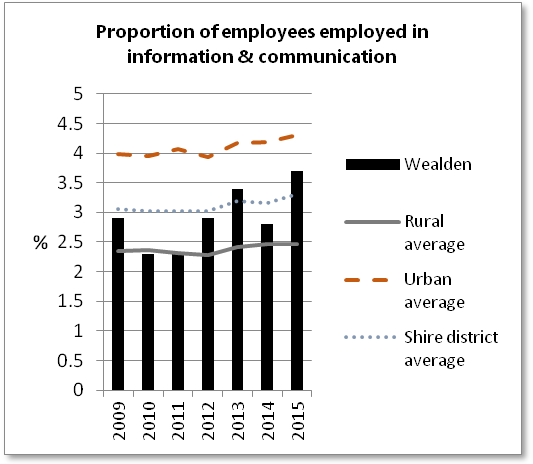 Proportion of employees employed in
information & communication
5
4.5
4
3.5
3
2.5
2
1.5
1
0.5
0
%
2009
2010
2011
2012
2013
2014
2015
Wealden
Rural
average
Urban
average
Shire district
average